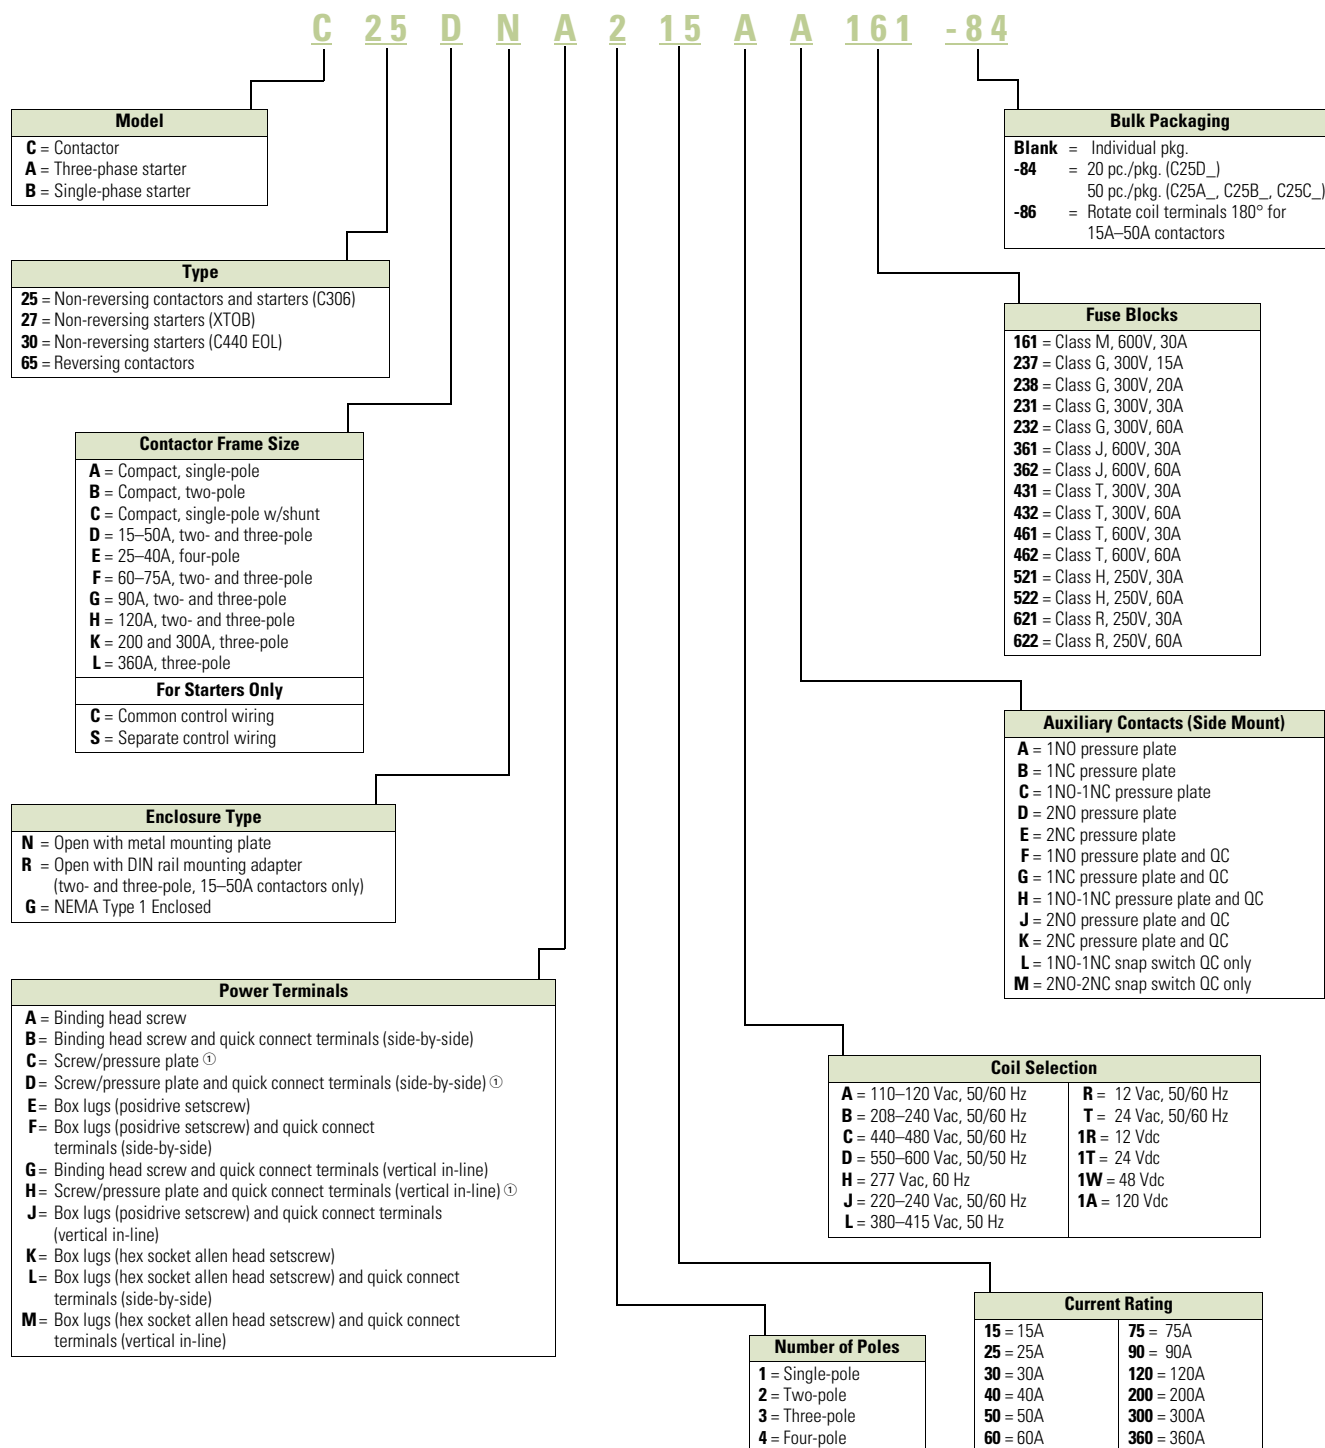 C 25 D N A 2 15 A A 161 -84
Model
C = Contactor
A = Three-phase starter
B = Single-phase starter
Type
25 = Non-reversing contactors and starters (C306)
27 = Non-reversing starters (XTOB)
30 = Non-reversing starters (C440 EOL)
65 = Reversing contactors
Contactor Frame Size
A = Compact, single-pole
B = Compact, two-pole
C = Compact, single-pole w/shunt
D = 15–50A, two- and three-pole
E = 25–40A, four-pole
F = 60–75A, two- and three-pole
G = 90A, two- and three-pole
H = 120A, two- and three-pole
K = 200 and 300A, three-pole
L = 360A, three-pole
For Starters Only
C = Common control wiring
S = Separate control wiring
Enclosure Type
N = Open with metal mounting plate
R = Open with DIN rail mounting adapter
(two- and three-pole, 15–50A contactors only)
G = NEMA Type 1 Enclosed
Power Terminals
A = Binding head screw
B = Binding head screw and quick connect terminals (side-by-side)
C = Screw/pressure plate ①
D = Screw/pressure plate and quick connect terminals (side-by-side) ①
E = Box lugs (posidrive setscrew)
F = Box lugs (posidrive setscrew) and quick connect
terminals (side-by-side)
G = Binding head screw and quick connect terminals (vertical in-line)
H = Screw/pressure plate and quick connect terminals (vertical in-line) ①
J = Box lugs (posidrive setscrew) and quick connect terminals
(vertical in-line)
K = Box lugs (hex socket allen head setscrew)
L = Box lugs (hex socket allen head setscrew) and quick connect
terminals (side-by-side)
M = Box lugs (hex socket allen head setscrew) and quick connect
terminals (vertical in-line)
Bulk Packaging
Blank = Individual pkg.
-84 = 20 pc./pkg. (C25D_)
50 pc./pkg. (C25A_, C25B_, C25C_)
-86 = Rotate coil terminals 180° for
15A–50A contactors
Fuse Blocks
161 = Class M, 600V, 30A
237 = Class G, 300V, 15A
238 = Class G, 300V, 20A
231 = Class G, 300V, 30A
232 = Class G, 300V, 60A
361 = Class J, 600V, 30A
362 = Class J, 600V, 60A
431 = Class T, 300V, 30A
432 = Class T, 300V, 60A
461 = Class T, 600V, 30A
462 = Class T, 600V, 60A
521 = Class H, 250V, 30A
522 = Class H, 250V, 60A
621 = Class R, 250V, 30A
622 = Class R, 250V, 60A
Auxiliary Contacts (Side Mount)
A = 1NO pressure plate
B = 1NC pressure plate
C = 1NO-1NC pressure plate
D = 2NO pressure plate
E = 2NC pressure plate
F = 1NO pressure plate and QC
G = 1NC pressure plate and QC
H = 1NO-1NC pressure plate and QC
J = 2NO pressure plate and QC
K = 2NC pressure plate and QC
L = 1NO-1NC snap switch QC only
M = 2NO-2NC snap switch QC only
Coil Selection
A = 110–120 Vac, 50/60 Hz
B = 208–240 Vac, 50/60 Hz
C = 440–480 Vac, 50/60 Hz
D = 550–600 Vac, 50/50 Hz
H = 277 Vac, 60 Hz
J = 220–240 Vac, 50/60 Hz
L = 380–415 Vac, 50 Hz
R = 12 Vac, 50/60 Hz
T = 24 Vac, 50/60 Hz
1R = 12 Vdc
1T = 24 Vdc
1W = 48 Vdc
1A = 120 Vdc
Number of Poles
1 = Single-pole
2 = Two-pole
3 = Three-pole
4 = Four-pole
Current Rating
15 = 15A
25 = 25A
30 = 30A
40 = 40A
50 = 50A
60 = 60A
75 = 75A
90 = 90A
120 = 120A
200 = 200A
300 = 300A
360 = 360A